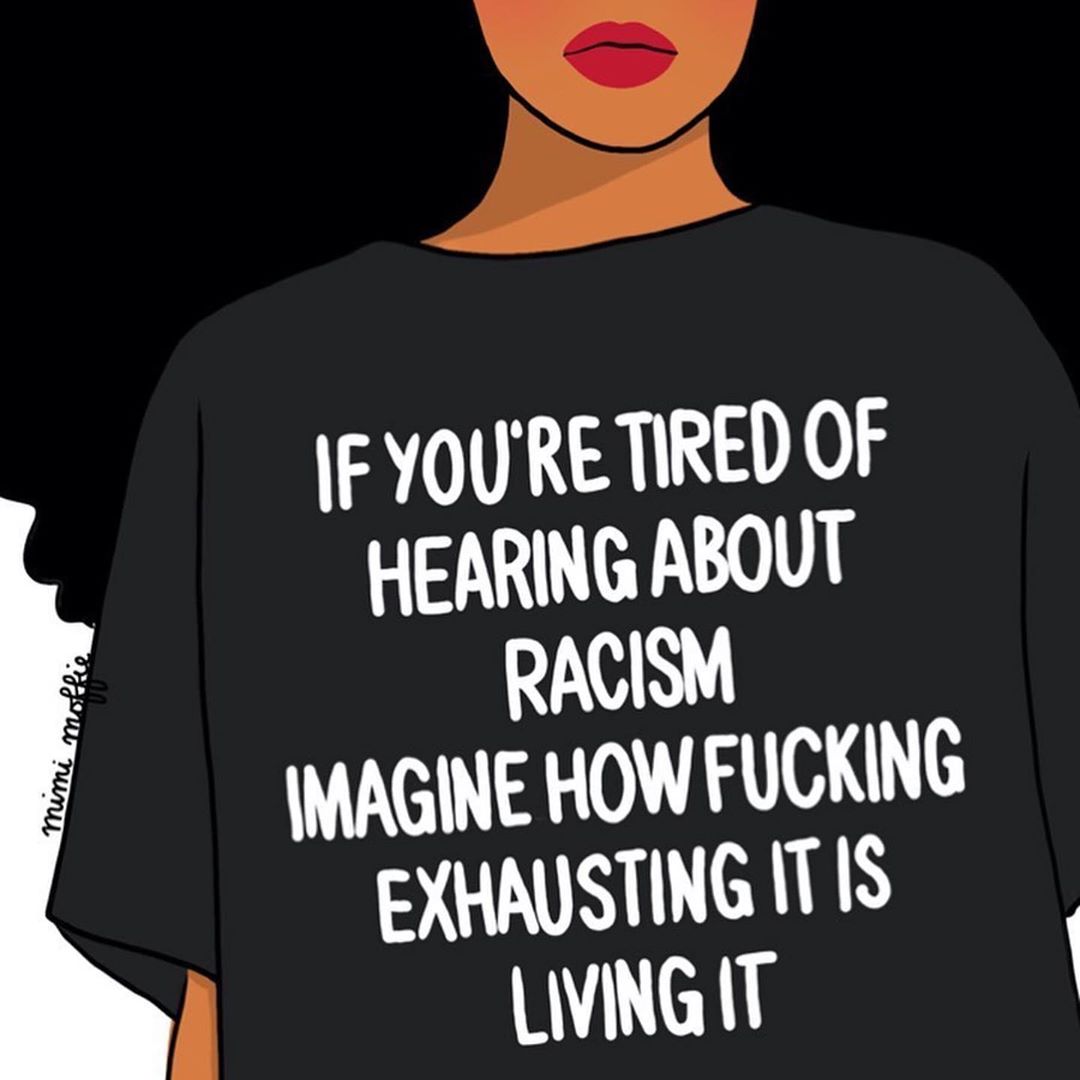 IF YOU'RE TIRED OF
HEARING ABOUT
RACISM
IMAGINE HOW FUCKING
EXHAUSTING IT IS
LIVING IT
mimi moffie